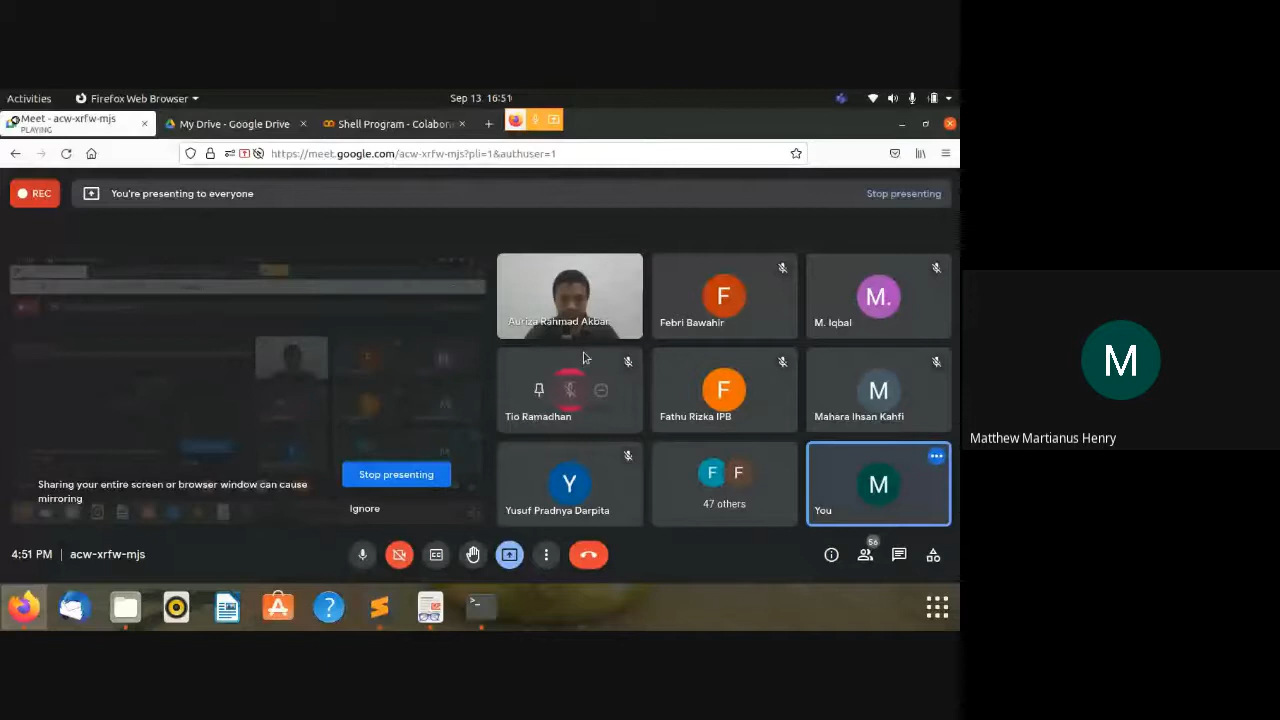 Activities
Firefox Web Browser
Sep 13 16:51
Meet - acw-xrfw-mjs
PLAYING
My Drive - Google Drive
Shell Program - Colabora
https://meet.google.com/acw-xrfw-mjs?pli=1&authuser=1
REC
You're presenting to everyone
Stop presenting
Auriza Rahmad Akbar
F
Febri Bawahir
M.
M. Iqbal
Tio Ramadhan
F
Fathu Rizka IPB
M
Mahara Ihsan Kahfi
Sharing your entire screen or browser window can cause
mirroring
Stop presenting
Ignore
Y
Yusuf Pradnya Darpita
F F
47 others
M
You
4:51 PM | acw-xrfw-mjs
56
M
Matthew Martianus Henry